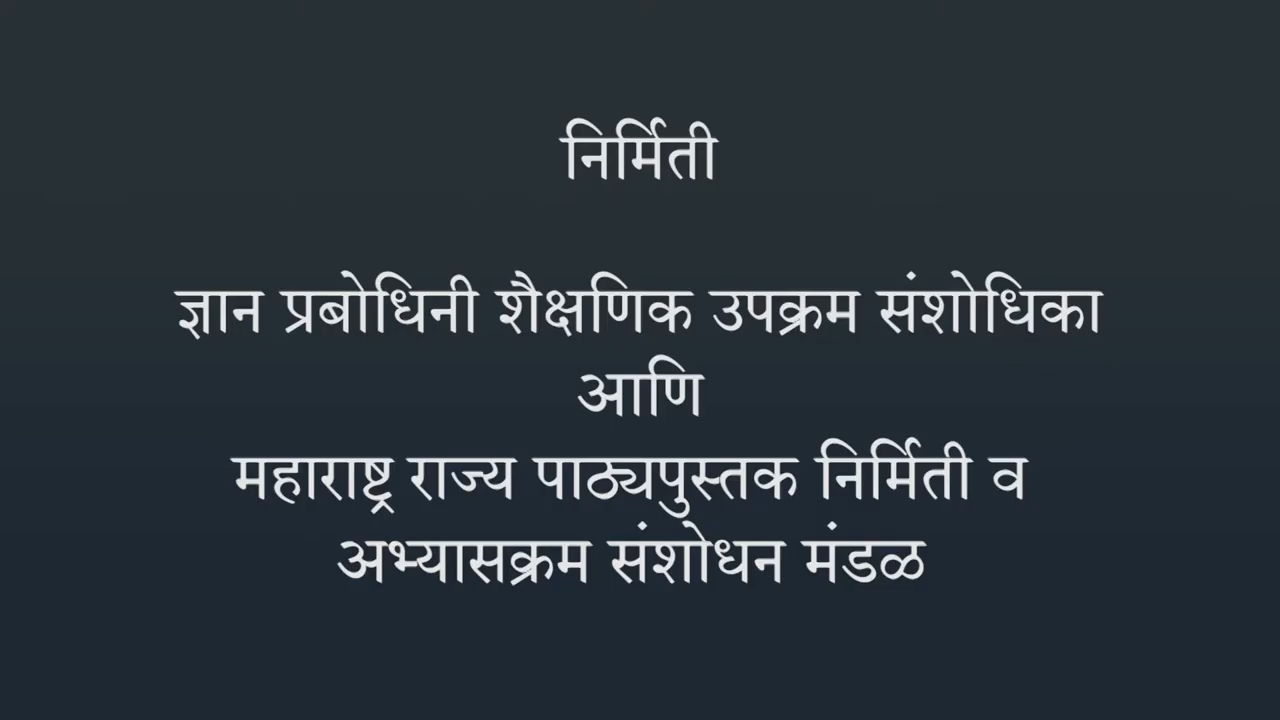 निर्मिती
ज्ञान प्रबोधिनी शैक्षणिक उपक्रम संशोधिका
आणि
महाराष्ट्र राज्य पाठ्यपुस्तक निर्मिती व
अभ्यासक्रम संशोधन मंडळ